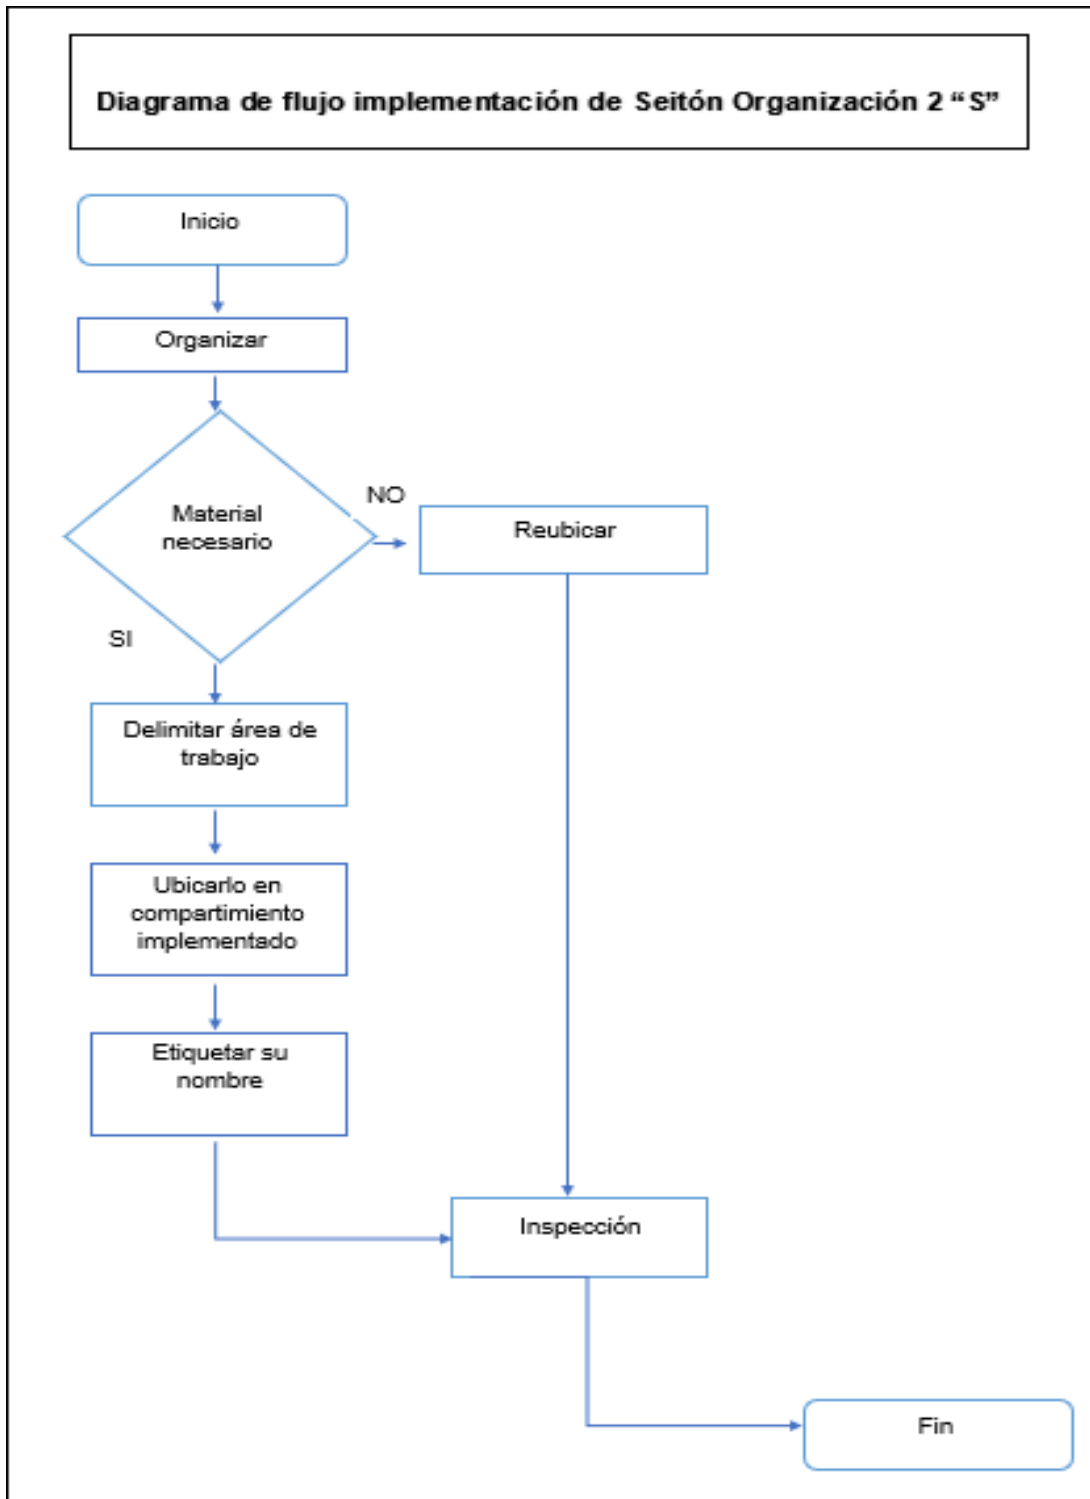 Diagrama de flujo implementación de Seitón Organización 2 “S”
Inicio
Organizar
Material
necesario
NO
Reubicar
SI
Delimitar área de
trabajo
Ubicarlo en
compartimiento
implementado
Etiquetar su
nombre
Inspección
Fin